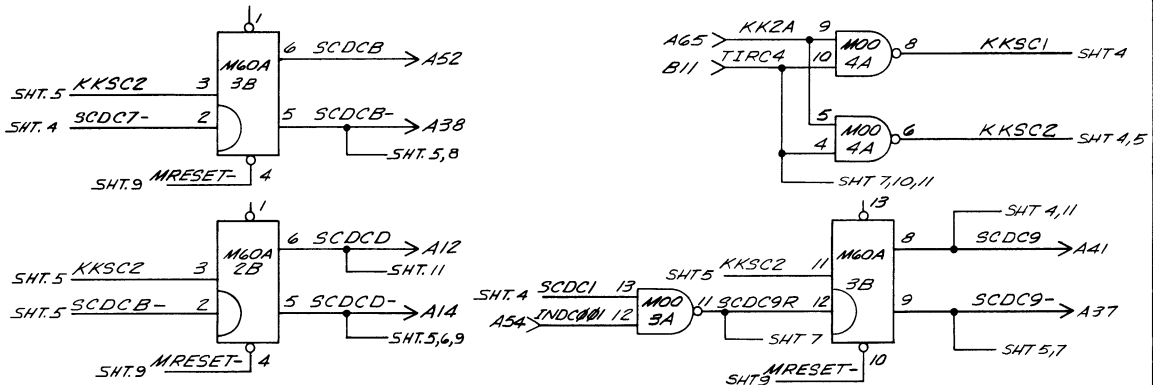 1
6 SCDCB A52
M60A
3B
SHT. 5 KKSC2 3
SHT. 4 SCDC7- 2
5 SCDCB- A38
SHT. 5,8
SHT.9 MRESET- 4
A65 KK2A 9
B11 TIRC4 10
M00
4A
8 KKSC1 SHT 4
5
4
M00
4A
6 KKSC2 SHT 4,5
SHT 7,10,11
1
6 SCDCD A12
SHT. 11
M60A
2B
SHT. 5 KKSC2 3
SHT.5 SCDCB- 2
5 SCDCD- A14
SHT. 5,6,9
SHT.9 MRESET- 4
13
SHT 4,11
8 SCDC9 A41
M60A
3B
SHT5 KKSC2 11
SHT. 4 SCDC1 13
A54 INDC001 12
M00
3A
11 SCDC9R 12
SHT 7
9 SCDC9- A37
SHT 5,7
SHT9 MRESET- 10